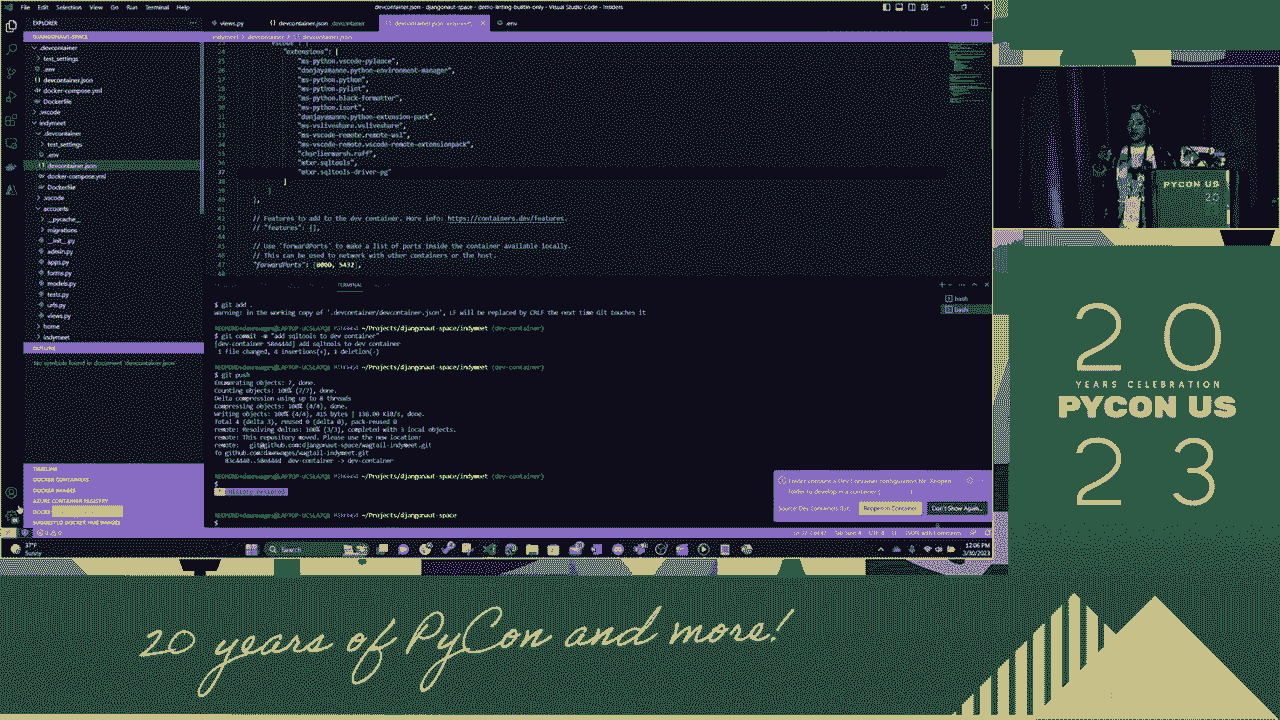 File Edit Selection View Go Run Terminal Help
devcontainer.json - djangonaut-space - demo-linting-builtin-only - Visual Studio Code - Insiders
EXPLORER
views.py
devcontainer.json .devcontainer
.env
DJANGONAUT-SPACE
indymeet > .devcontainer > devcontainer.json
.devcontainer
test_settings
.env
devcontainer.json
docker-compose.yml
Dockerfile
.vscode
indymeet
.devcontainer
test_settings
.env
devcontainer.json
docker-compose.yml
Dockerfile
.vscode
accounts
__pycache__
migrations
__init__.py
admin.py
apps.py
forms.py
models.py
tests.py
urls.py
views.py
home
indymeet
OUTLINE
No symbols found in document 'devcontainer.json'
TIMELINE
DOCKER CONTAINERS
DOCKER IMAGES
AZURE CONTAINER REGISTRY
SUGGESTED DOCKER HUB IMAGES
"vscode": {
"extensions": [
"ms-python.vscode-pylance",
"donjayamanne.python-environment-manager",
"ms-python.python",
"ms-python.pylint",
"ms-python.black-formatter",
"ms-python.isort",
"donjayamanne.python-extension-pack",
"ms-vsliveshare.vsliveshare",
"ms-vscode-remote.remote-wsl",
"ms-vscode-remote.vscode-remote-extensionpack",
"charliermarsh.ruff",
"mtxr.sqltools",
"mtxr.sqltools-driver-pg"
]
}
},
// Features to add to the dev container. More info: https://containers.dev/features.
// "features": {},
// Use 'forwardPorts' to make a list of ports inside the container available locally.
// This can be used to network with other containers or the host.
"forwardPorts": [8000, 5432],
TERMINAL
bash
bash
$ git add .
warning: in the working copy of '.devcontainer/devcontainer.json', LF will be replaced by CRLF the next time Git touches it
~/Projects/djangonaut-space/indymeet (dev-container)
$ git commit -m "add sqltools to dev container"
add sqltools to dev container
1 file changed, 4 insertions(+), 1 deletion(-)
~/Projects/djangonaut-space/indymeet (dev-container)
$ git push
Enumerating objects: 7, done.
Counting objects: 100% (7/7), done.
Delta compression using up to 8 threads
Compressing objects: 100% (4/4), done.
Writing objects: 100% (4/4), 415 bytes | 138.00 KiB/s, done.
Total 4 (delta 3), reused 0 (delta 0), pack-reused 0
remote: Resolving deltas: 100% (3/3), completed with 3 local objects.
remote: This repository moved. Please use the new location:
remote: git@github.com:djangonaut-space/wagtail-indymeet.git
dev-container -> dev-container
~/Projects/djangonaut-space/indymeet (dev-container)
$
History restored
~/Projects/djangonaut-space
$
Folder contains a Dev Container configuration file. Reopen folder to develop in a container
Source: Dev Containers
Reopen in Container
Don't Show Again...
Search
Sunny
12:06 PM
3/30/2023
PYCON US
20
20
YEARS CELEBRATION
PYCON US
23
20 years of PyCon and more!